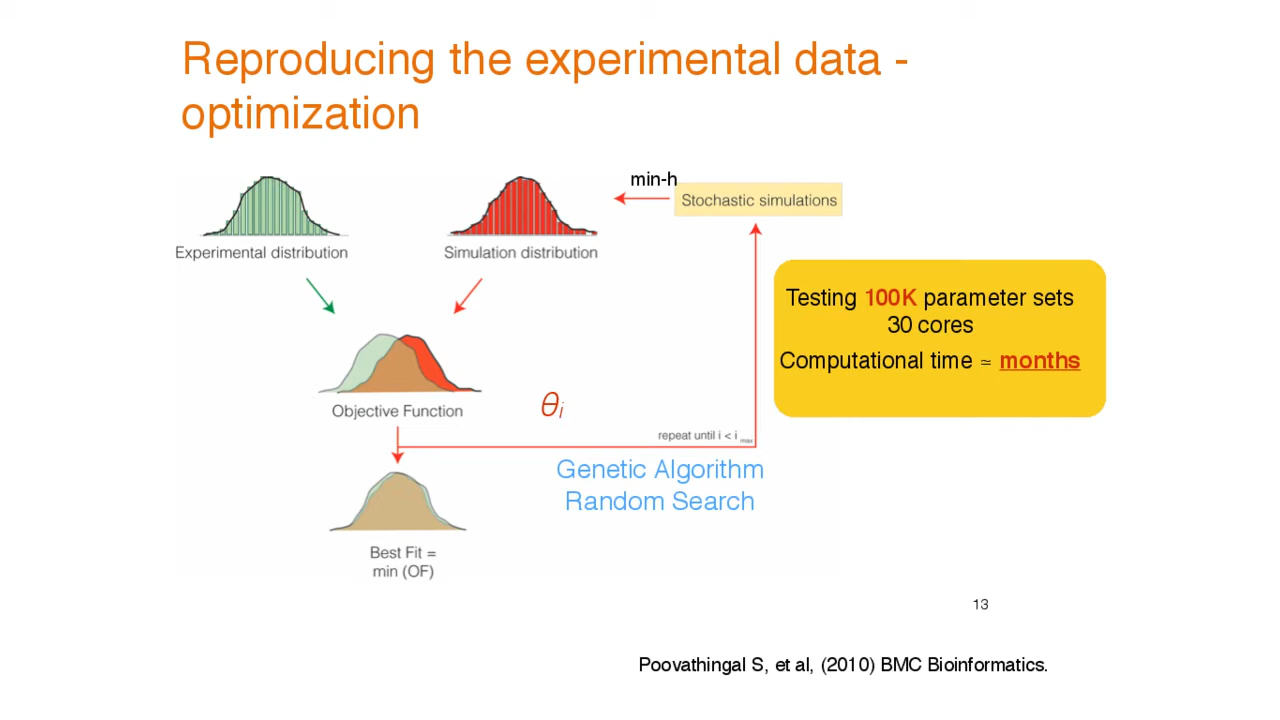 Reproducing the experimental data -
optimization
min-h
Stochastic simulations
Experimental distribution
Simulation distribution
Testing 100K parameter sets
30 cores
Computational time ≃ months
Objective Function
θi
repeat until i < i max
Genetic Algorithm
Random Search
Best Fit =
min (OF)
13
Poovathingal S, et al, (2010) BMC Bioinformatics.